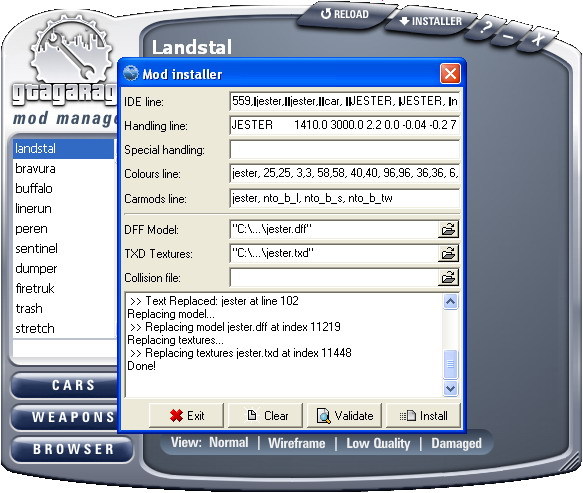 RELOAD
INSTALLER
? – X
Landstal
gtagarag
mod manage
Mod installer
IDE line: 559,||jester,||jester,||car, ||JESTER, ||JESTER, ||n
Handling line: JESTER 1410.0 3000.0 2.2 0.0 -0.04 -0.2 7
Special handling:
Colours line: jester, 25,25, 3,3, 58,58, 40,40, 96,96, 36,36, 6,
Carmods line: jester, nto_b_l, nto_b_s, nto_b_tw
DFF Model: "C:\...\jester.dff"
TXD Textures: "C:\...\jester.txd"
Collision file:
>> Text Replaced: jester at line 102
Replacing model...
>> Replacing model jester.dff at index 11219
Replacing textures...
>> Replacing textures jester.txd at index 11448
Done!
Exit
Clear
Validate
Install
landstal
bravura
buffalo
linerun
peren
sentinel
dumper
firetruk
trash
stretch
CARS
WEAPONS
BROWSER
View: Normal | Wireframe | Low Quality | Damaged